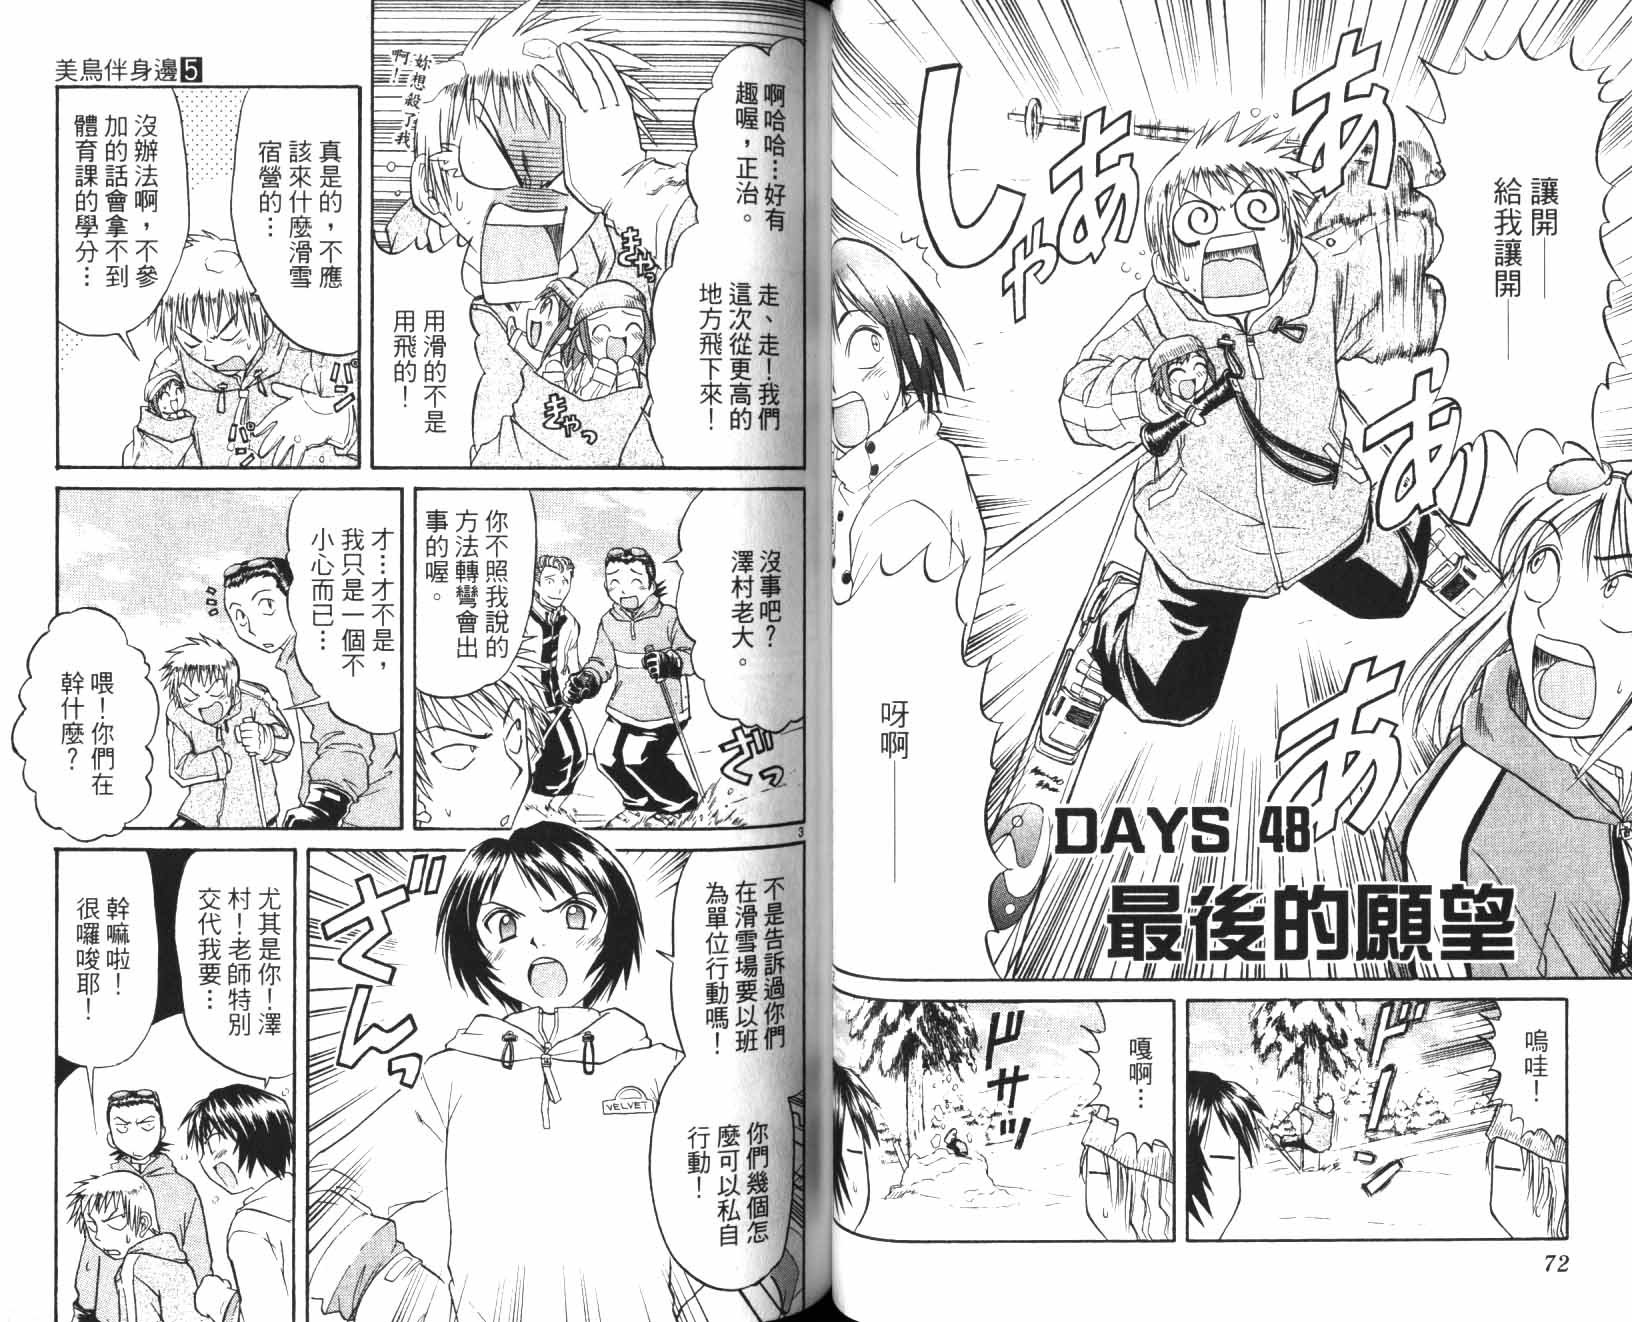 讓開──
給我讓開──
あ
あ
しゃあ
あ
あ
呀啊──
DAYS 48
最後的願望
嗚哇！
嘎啊…
ドサッ
72
美鳥伴身邊5
啊哈哈…好有
趣喔，正治。
走、走！我們
這次從更高的
地方飛下來！
啊！
妳想殺了我
きゃっ
きゃっ
用滑的不是
用飛的！
真是的，不應
該來什麼滑雪
宿營的…
沒辦法啊，不參
加的話會拿不到
體育課的學分…
パン
パン
沒事吧？
澤村老大。
ざっ
你不照我說的
方法轉彎會出
事的喔。
才…才不是，
我只是一個不
小心而已…
喂！你們在
幹什麼？
3
不是告訴過你們
在滑雪場要以班
為單位行動嗎！
你們幾個怎
麼可以私自
行動！
ざんっ
VELVET
尤其是你！澤
村！老師特別
交代我要…
幹嘛啦！
很囉唆耶！